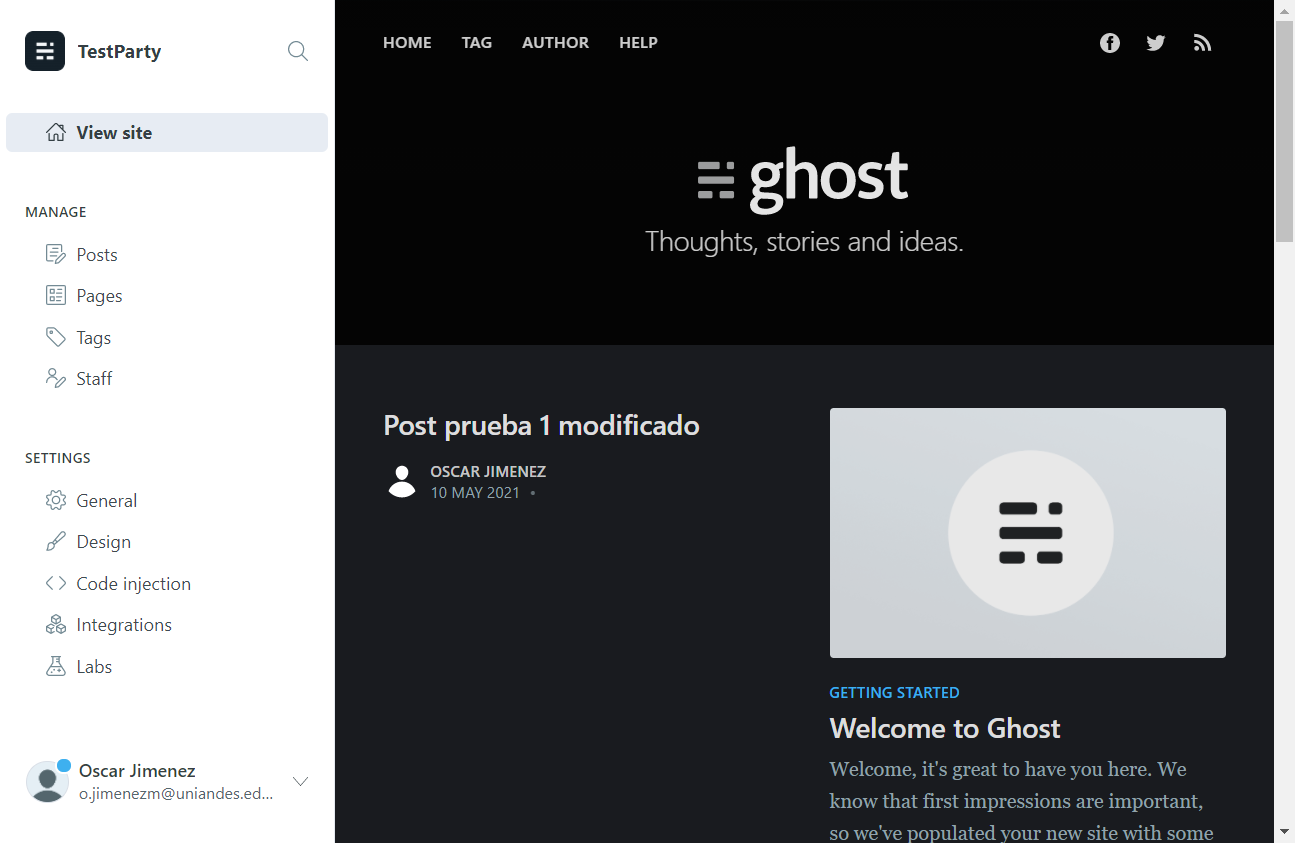 TestParty
View site
MANAGE
Posts
Pages
Tags
Staff
SETTINGS
General
Design
Code injection
Integrations
Labs
Oscar Jimenez
o.jimenezm@uniandes.ed...
HOME TAG AUTHOR HELP
ghost
Thoughts, stories and ideas.
Post prueba 1 modificado
OSCAR JIMENEZ
10 MAY 2021 •
GETTING STARTED
Welcome to Ghost
Welcome, it's great to have you here. We
know that first impressions are important,
so we've populated your new site with some